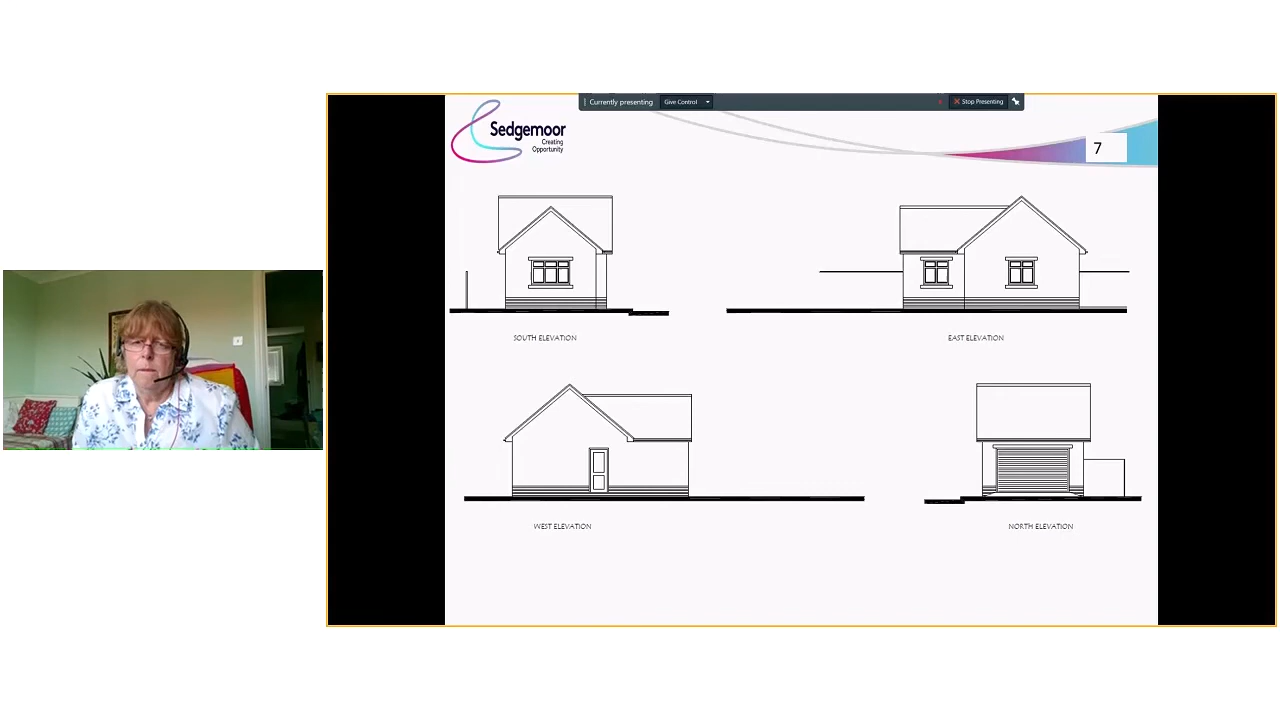 Currently presenting
Give Control
Stop Presenting
Sedgemoor
Creating
Opportunity
7
SOUTH ELEVATION
EAST ELEVATION
WEST ELEVATION
NORTH ELEVATION